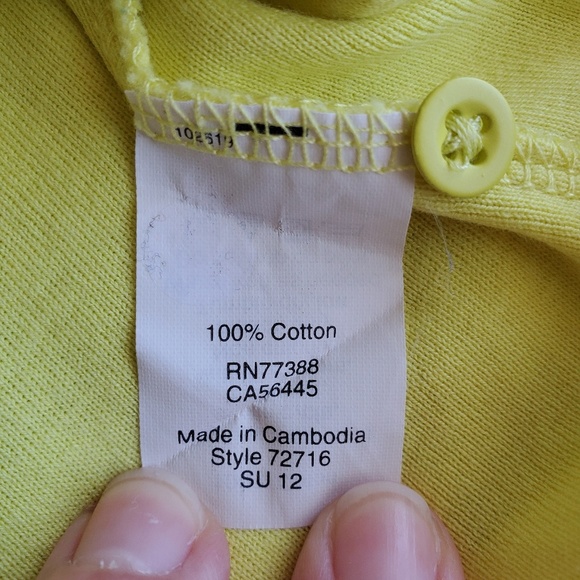 102519
100% Cotton
RN77388
CA56445
Made in Cambodia
Style 72716
SU 12